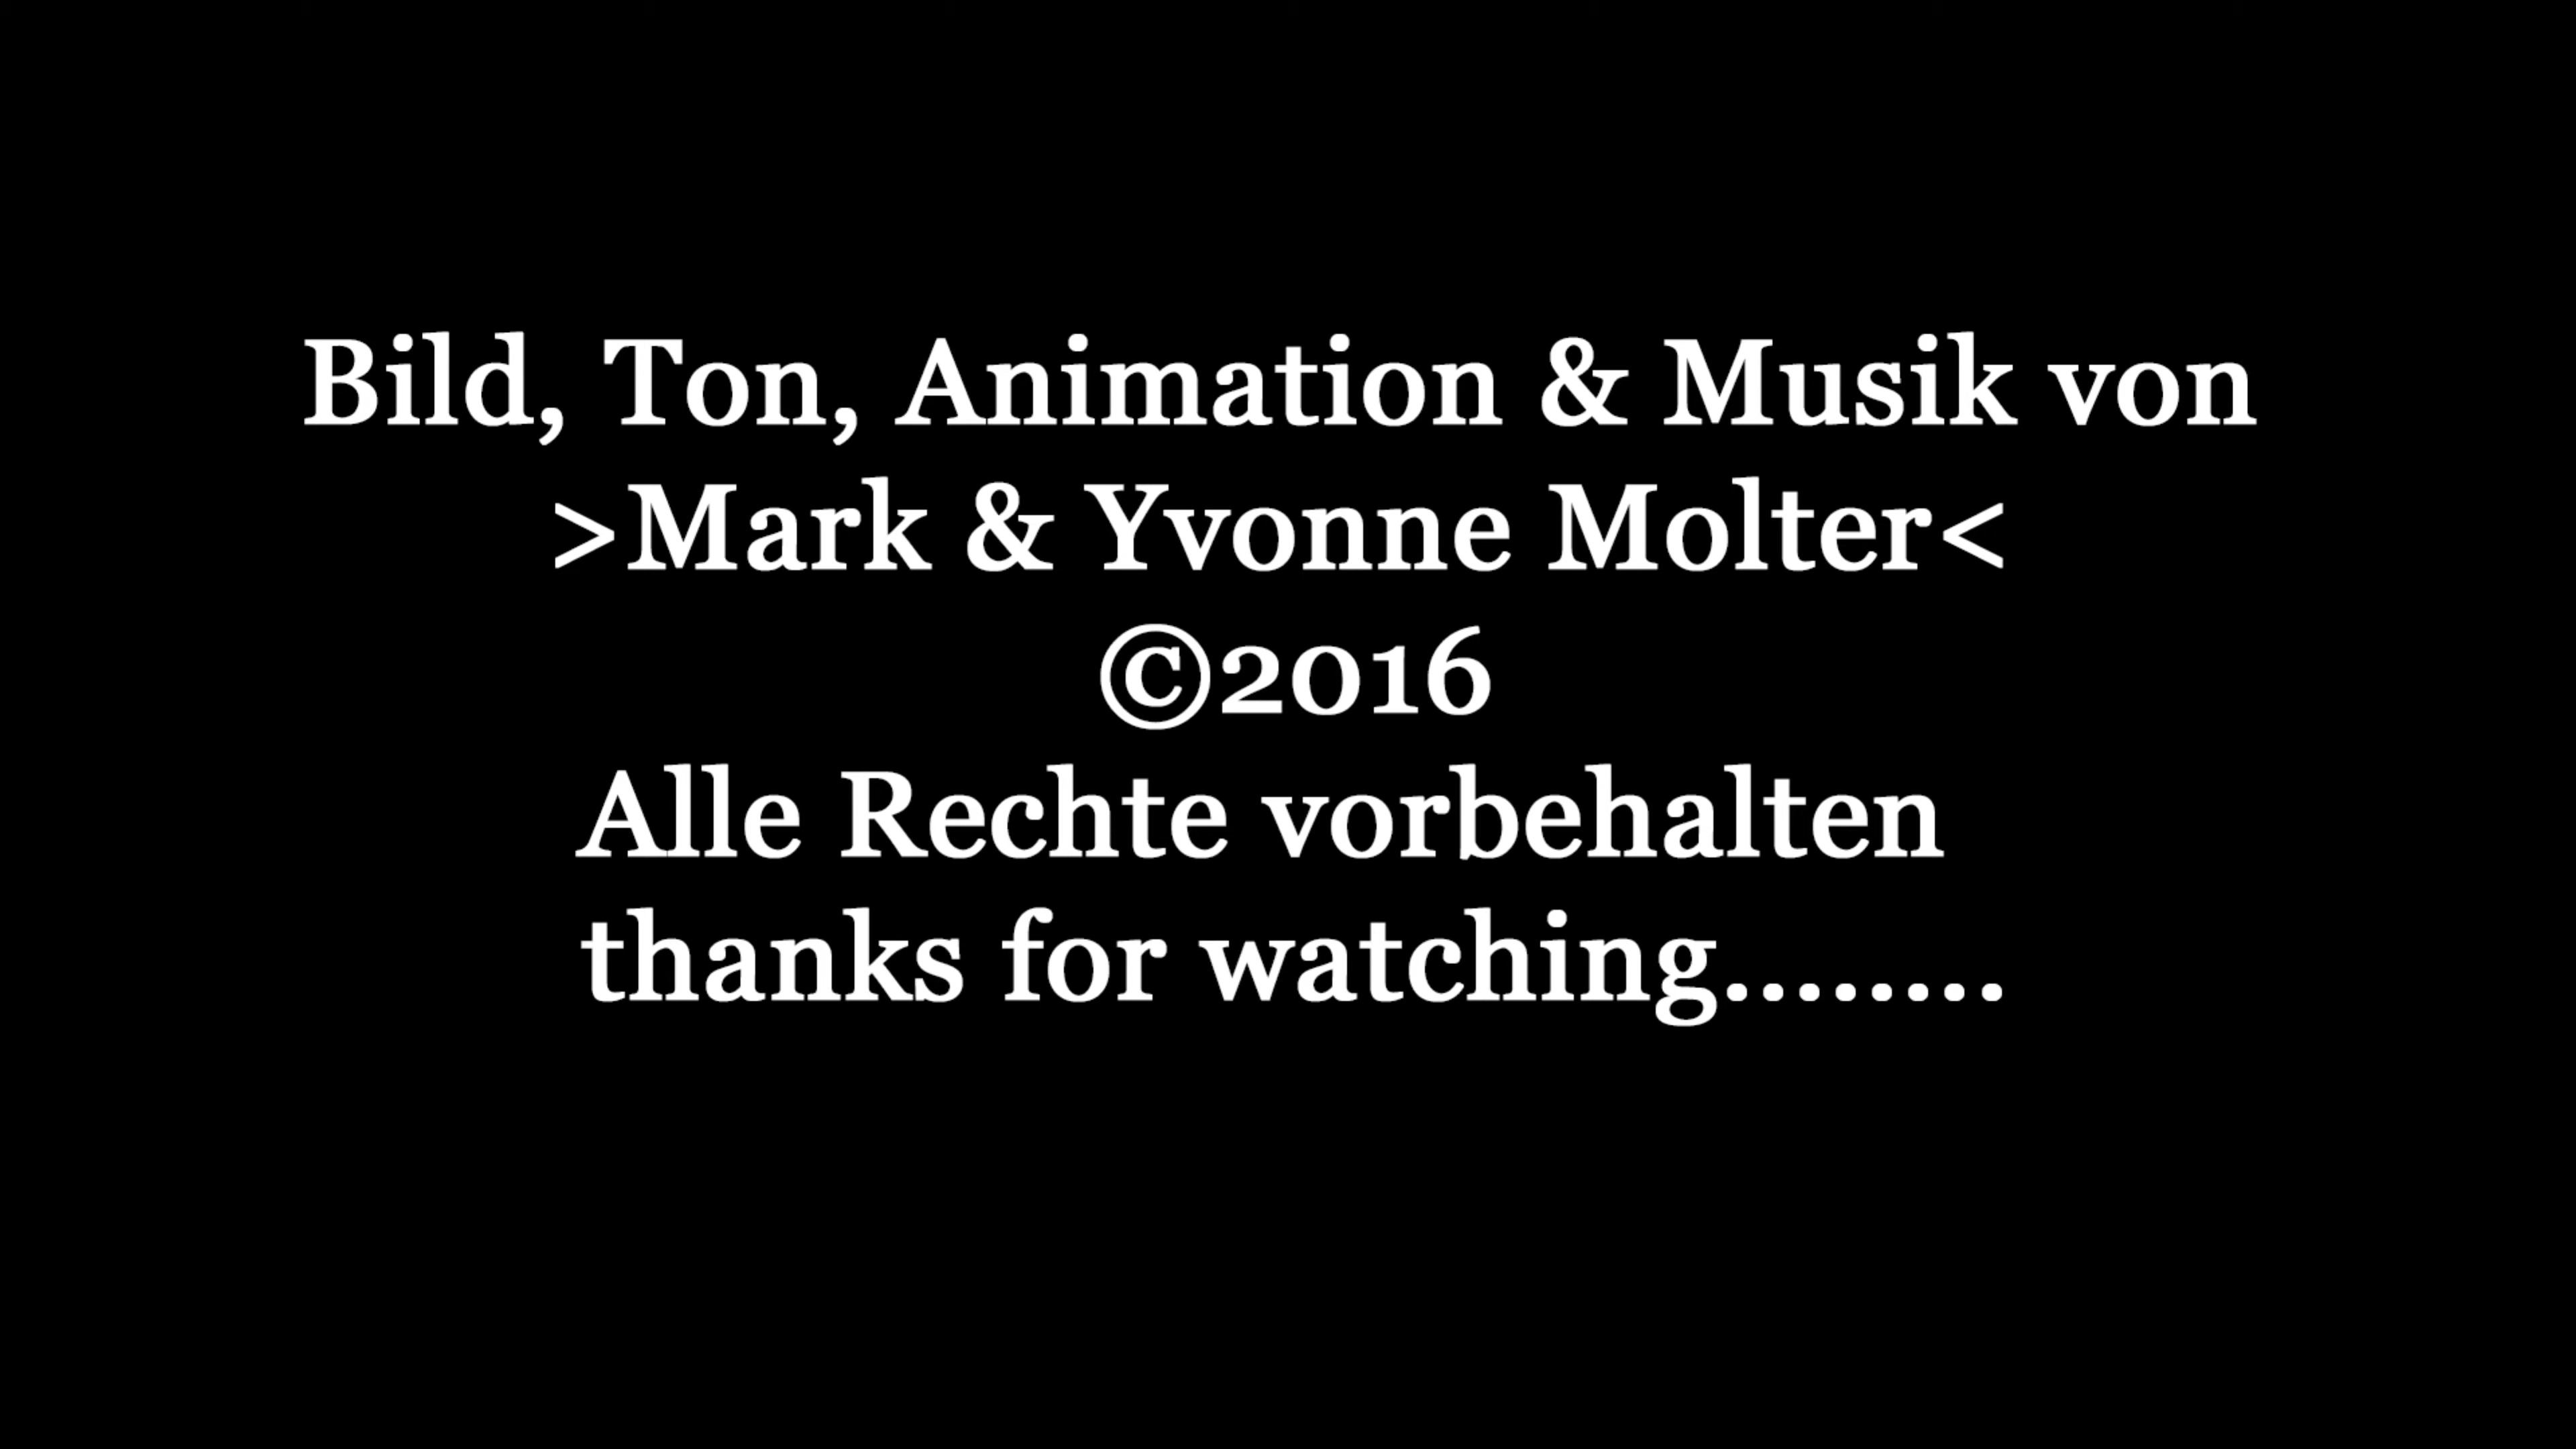 Bild, Ton, Animation & Musik von
>Mark & Yvonne Molter<
©2016
Alle Rechte vorbehalten
thanks for watching........